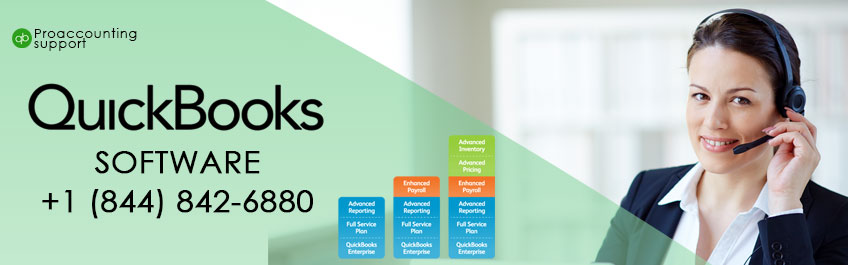 Proaccounting
support
QuickBooks
SOFTWARE
+1 (844) 842-6880
Advanced
Reporting
Full Service
Plan
QuickBooks
Enterprise
Enhanced
Payroll
Advanced
Reporting
Full Service
Plan
QuickBooks
Enterprise
Advanced
Inventory
Advanced
Pricing
Enhanced
Payroll
Advanced
Reporting
Full Service
Plan
QuickBooks
Enterprise